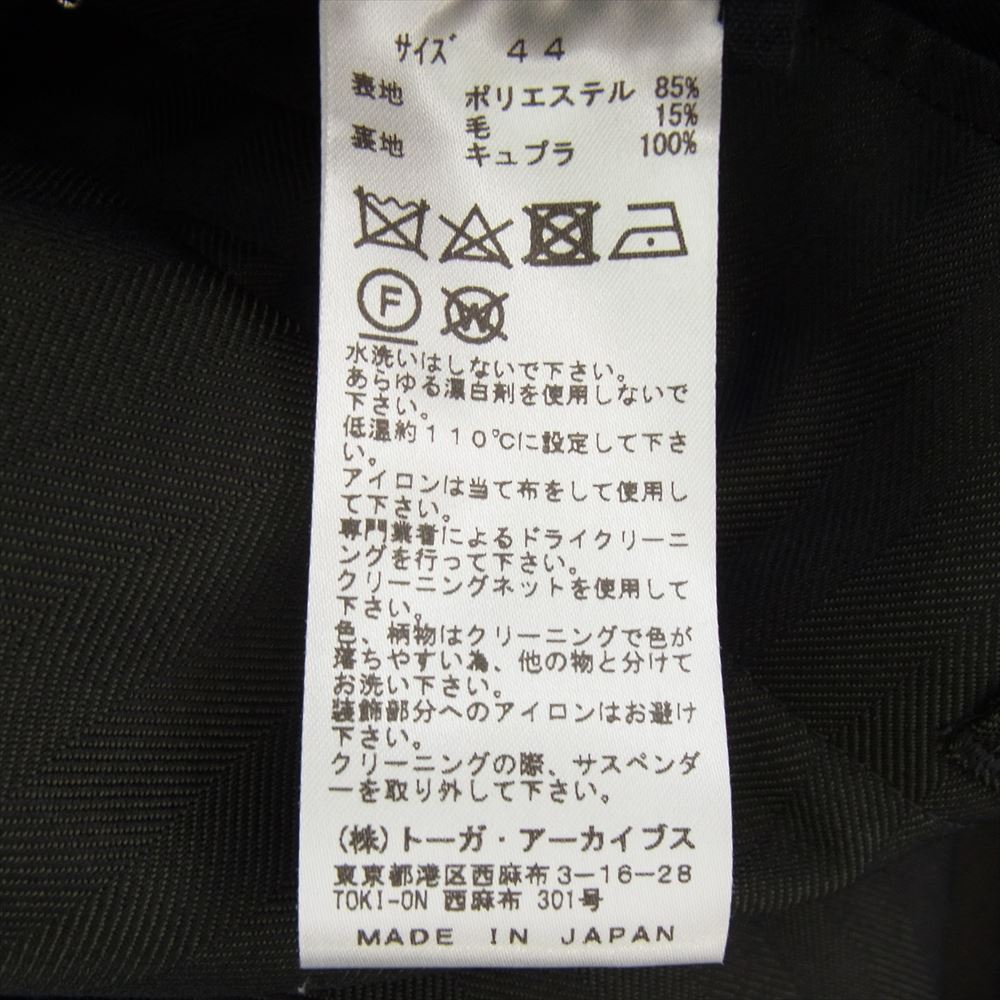 サイズ 44
表地 ポリエステル 85%
毛 15%
裏地 キュプラ 100%
F W
水洗いはしないで下さい。
あらゆる漂白剤を使用しないで
下さい。
低温約110℃に設定して下さ
い。
アイロンは当て布をして使用し
て下さい。
専門業者によるドライクリーニ
ングを行って下さい。
クリーニングネットを使用して
下さい。
色、柄物はクリーニングで色が
落ちやすい為、他の物と分けて
お洗い下さい。
装飾部分へのアイロンはお避け
下さい。
クリーニングの際、サスペンダ
ーを取り外して下さい。
(株)トーガ・アーカイブス
東京都港区西麻布3-16-28
TOKI-ON 西麻布 301号
MADE IN JAPAN